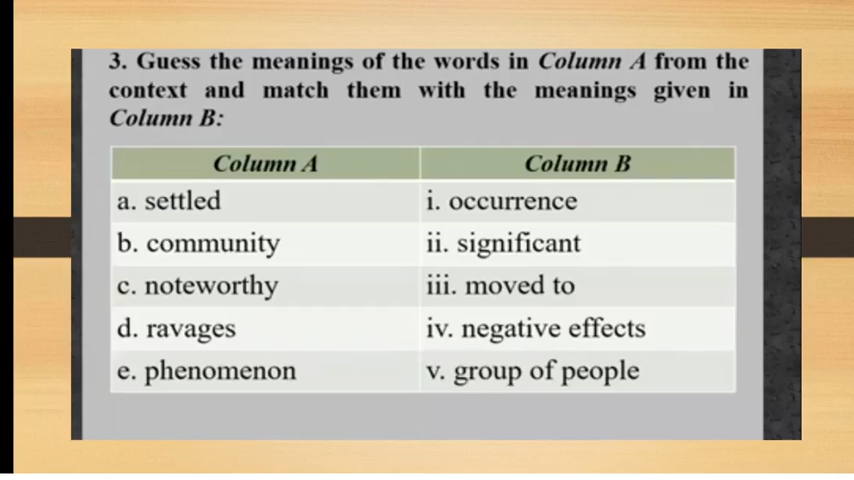 3. Guess the meanings of the words in Column A from the
context and match them with the meanings given in
Column B:
Column A Column B
a. settled i. occurrence
b. community ii. significant
c. noteworthy iii. moved to
d. ravages iv. negative effects
e. phenomenon v. group of people